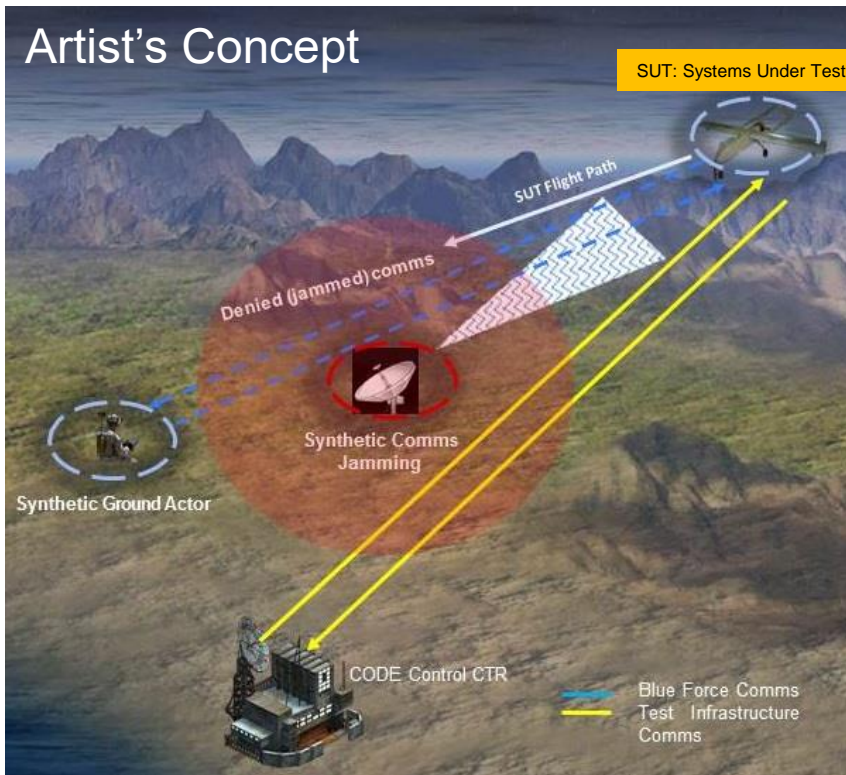 Artist's Concept
SUT: Systems Under Test
SUT Flight Path
Denied (jammed) comms
Synthetic Comms
Jamming
Synthetic Ground Actor
CODE Control CTR
Blue Force Comms
Test Infrastructure
Comms